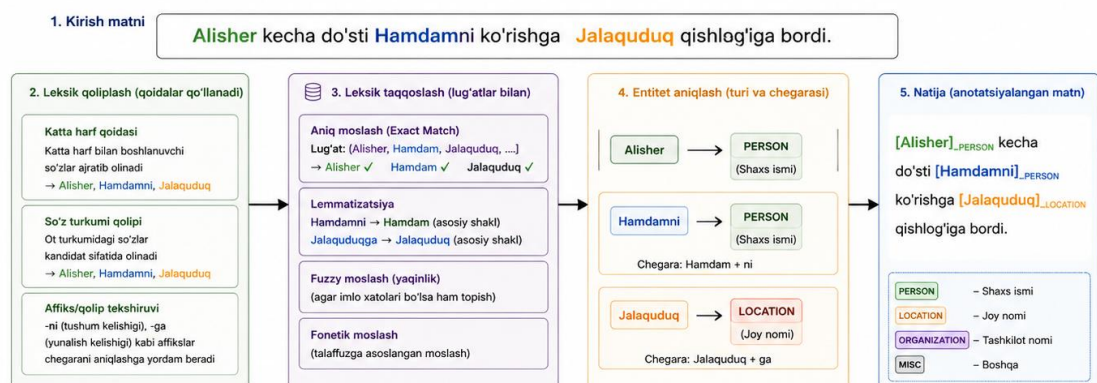 1. Kirish matni
Alisher kecha do'sti Hamdamni ko'rishga Jalaquduq qishlog'iga bordi.
2. Leksik qoliplash (qoidalar qo'llanadi)
Katta harf qoidasi
Katta harf bilan boshlanuvchi
so'zlar ajratib olinadi
→ Alisher, Hamdamni, Jalaquduq
So'z turkumi qolipi
Ot turkumidagi so'zlar
kandidat sifatida olinadi
→ Alisher, Hamdamni, Jalaquduq
Affiks/qolip tekshiruvi
-ni (tushum kelishigi), -ga
(yunalish kelishigi) kabi affikslar
chegarani aniqlashga yordam beradi
3. Leksik taqqoslash (lug'atlar bilan)
Aniq moslash (Exact Match)
Lug'at: (Alisher, Hamdam, Jalaquduq, ....]
→ Alisher ✓ Hamdam ✓ Jalaquduq ✓
Lemmatizatsiya
Hamdamni → Hamdam (asosiy shakl)
Jalaquduqga → Jalaquduq (asosiy shakl)
Fuzzy moslash (yaqinlik)
(agar imlo xatolari bo'lsa ham topish)
Fonetik moslash
(talaffuzga asoslangan moslash)
4. Entitet aniqlash (turi va chegarasi)
Alisher → PERSON
(Shaxs ismi)
Hamdamni → PERSON
(Shaxs ismi)
Chegara: Hamdam + ni
Jalaquduq → LOCATION
(Joy nomi)
Chegara: Jalaquduq + ga
5. Natija (anotatsiyalangan matn)
[Alisher]_PERSON kecha
do'sti [Hamdamni]_PERSON
ko'rishga [Jalaquduq]_LOCATION
qishlog'iga bordi.
PERSON – Shaxs ismi
LOCATION – Joy nomi
ORGANIZATION – Tashkilot nomi
MISC – Boshqa